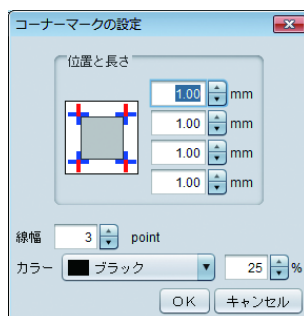 コーナーマークの設定
位置と長さ
1.00 mm
1.00 mm
1.00 mm
1.00 mm
線幅 3 point
カラー ブラック 25 %
OK キャンセル